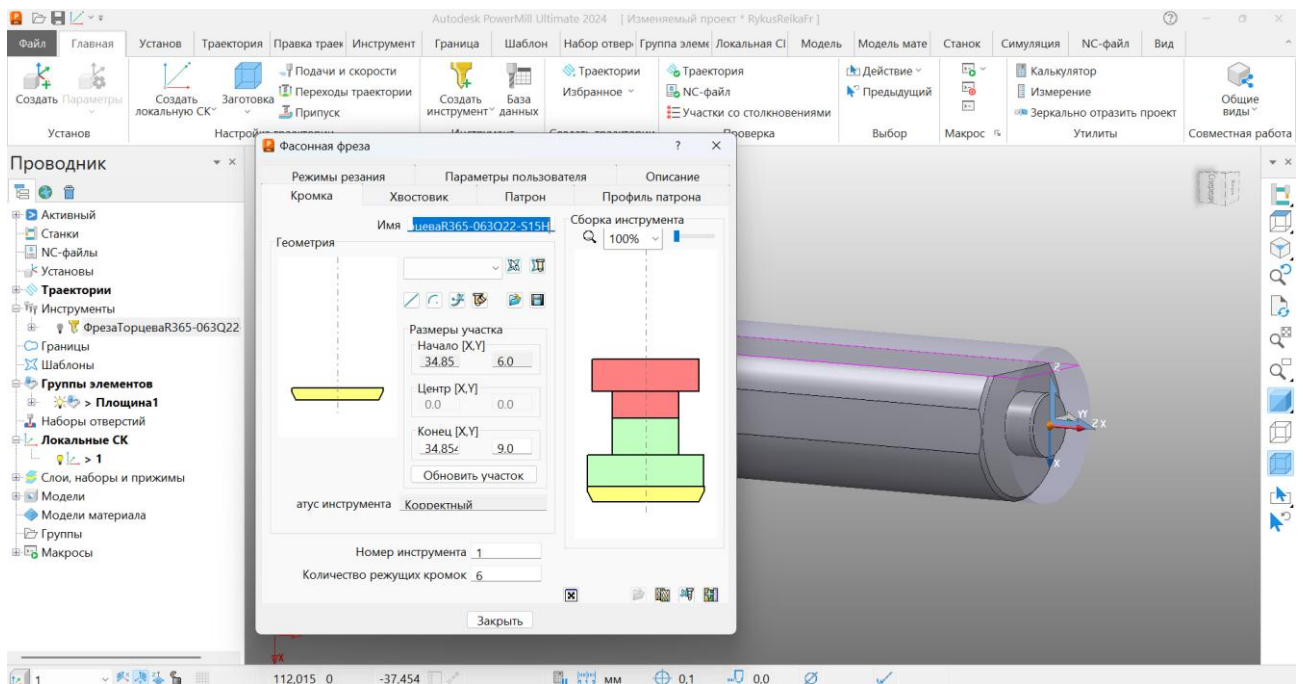 Autodesk PowerMill Ultimate 2024 [ Изменяемый проект * RykusReikaFr ]
Файл Главная Установ Траектория Правка траек Инструмент Граница Шаблон Набор отвер Группа элеме Локальная СІ Модель Модель мате Станок Симуляция NC-файл Вид
Создать Параметры Создать локальную СК Заготовка
Подачи и скорости
Переходы траектории
Припуск
Создать инструмент База данных
Траектории
Избранное
Траектория
NC-файл
Участки со столкновениями
Действие
Предыдущий
Калькулятор
Измерение
Зеркально отразить проект
Общие виды
Установ Проверка Выбор Макрос Утилиты Совместная работа
Проводник
Активный
Станки
NC-файлы
Установы
Траектории
Инструменты
ФрезаТорцеваR365-063Q22
Границы
Шаблоны
Группы элементов
> Площина1
Наборы отверстий
Локальные СК
> 1
Слои, наборы и прижимы
Модели
Модели материала
Группы
Макросы
Фасонная фреза ? ×
Режимы резания Параметры пользователя Описание
Кромка Хвостовик Патрон Профиль патрона
Имя рцеваR365-063Q22-S15H
Геометрия
Сборка инструмента
100%
Размеры участка
Начало [X,Y]
34.85 6.0
Центр [X,Y]
0.0 0.0
Конец [X,Y]
34.854 9.0
Обновить участок
атус инструмента Корректный
Номер инструмента 1
Количество режущих кромок 6
Закрыть
Z
YY
Z X
X
X
1 112,015 0 -37,454 мм 0,1 0,0